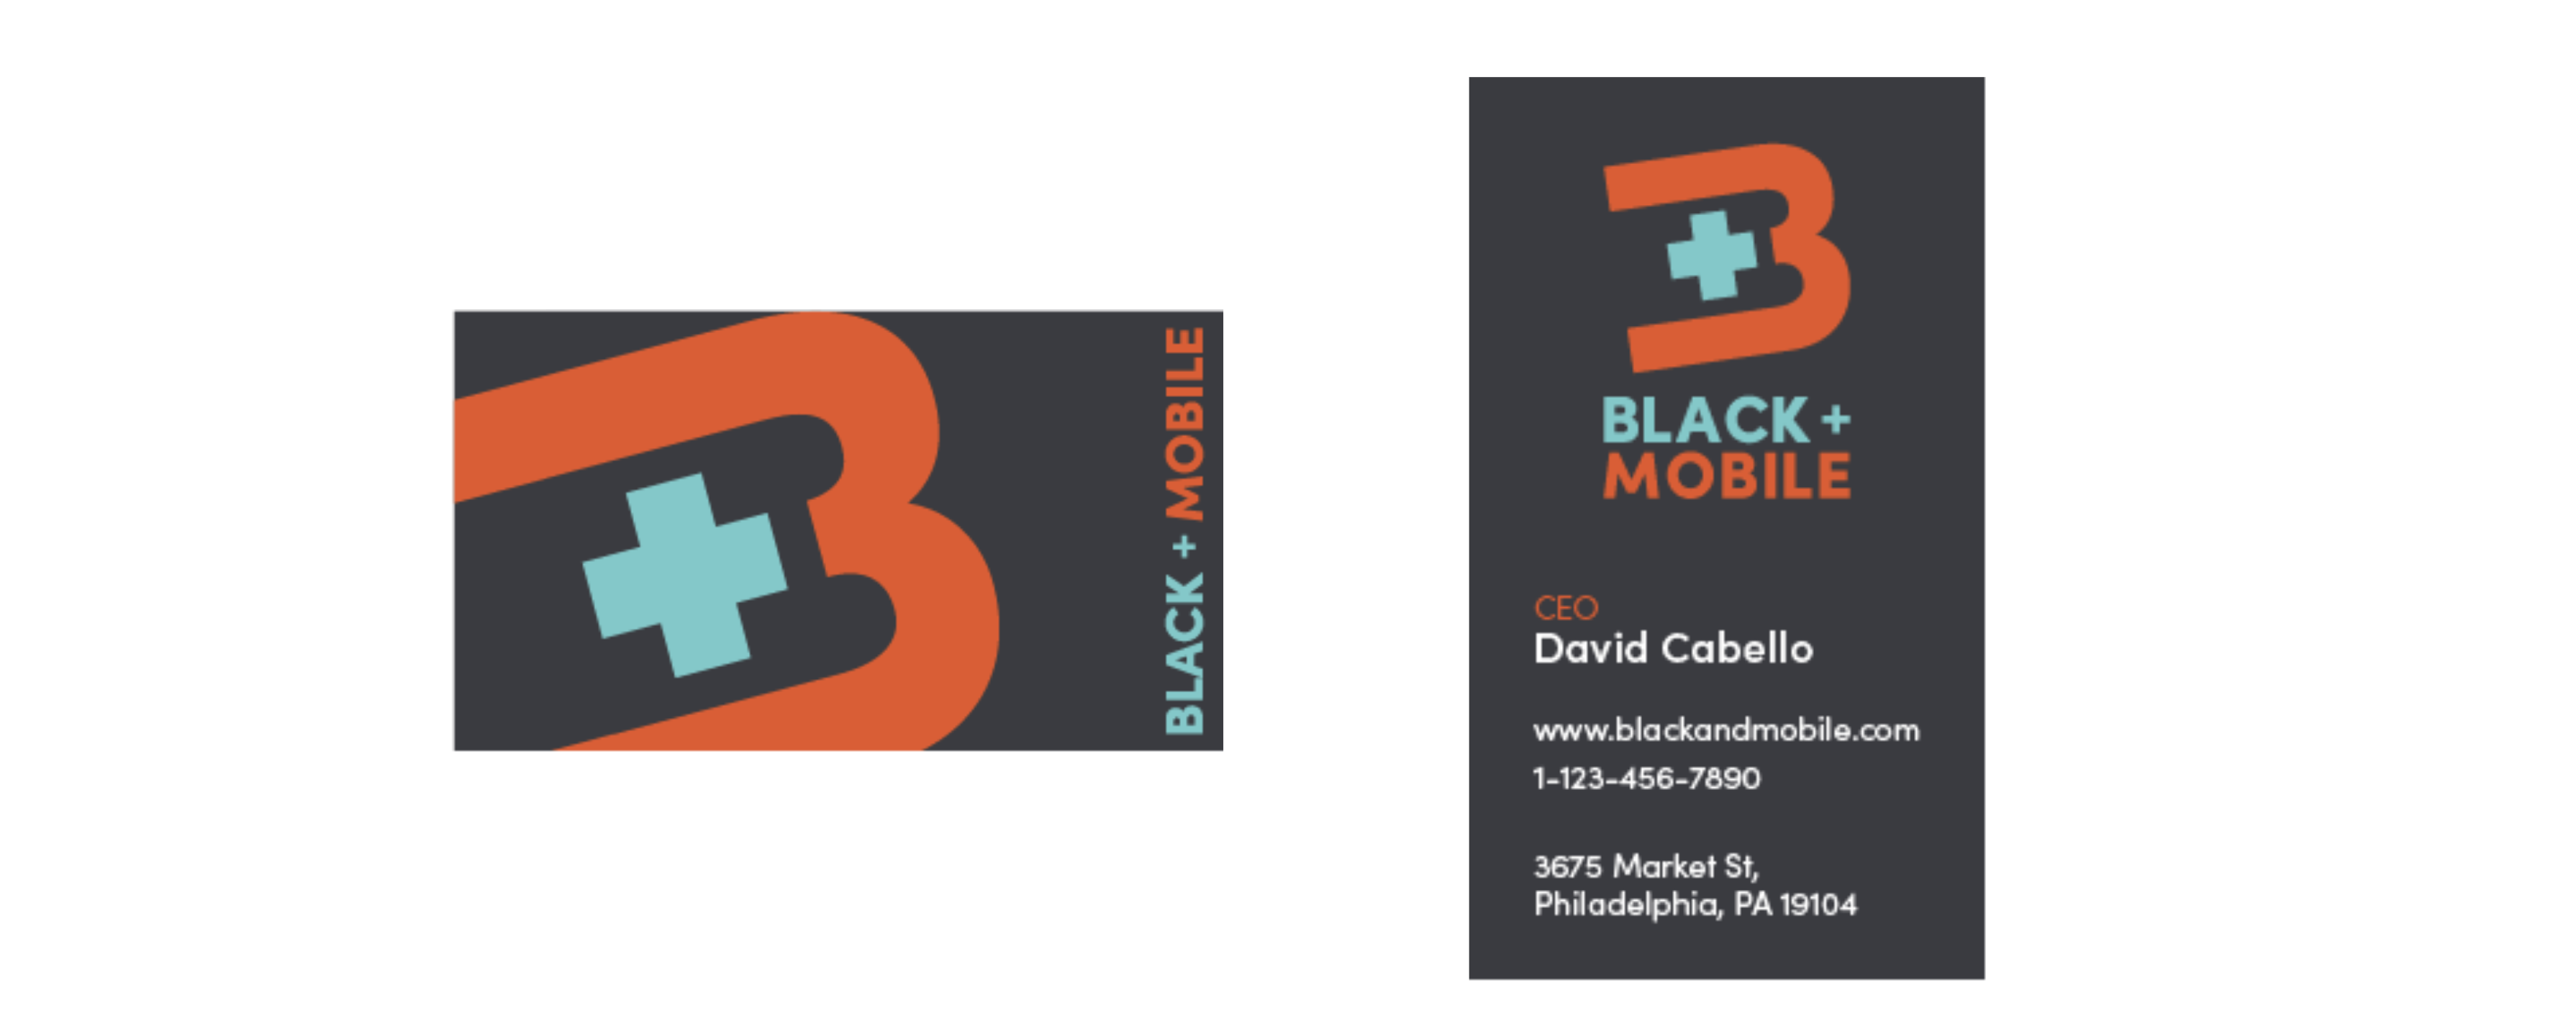 BLACK + MOBILE
BLACK +
MOBILE
CEO
David Cabello
www.blackandmobile.com
1-123-456-7890
3675 Market St,
Philadelphia, PA 19104